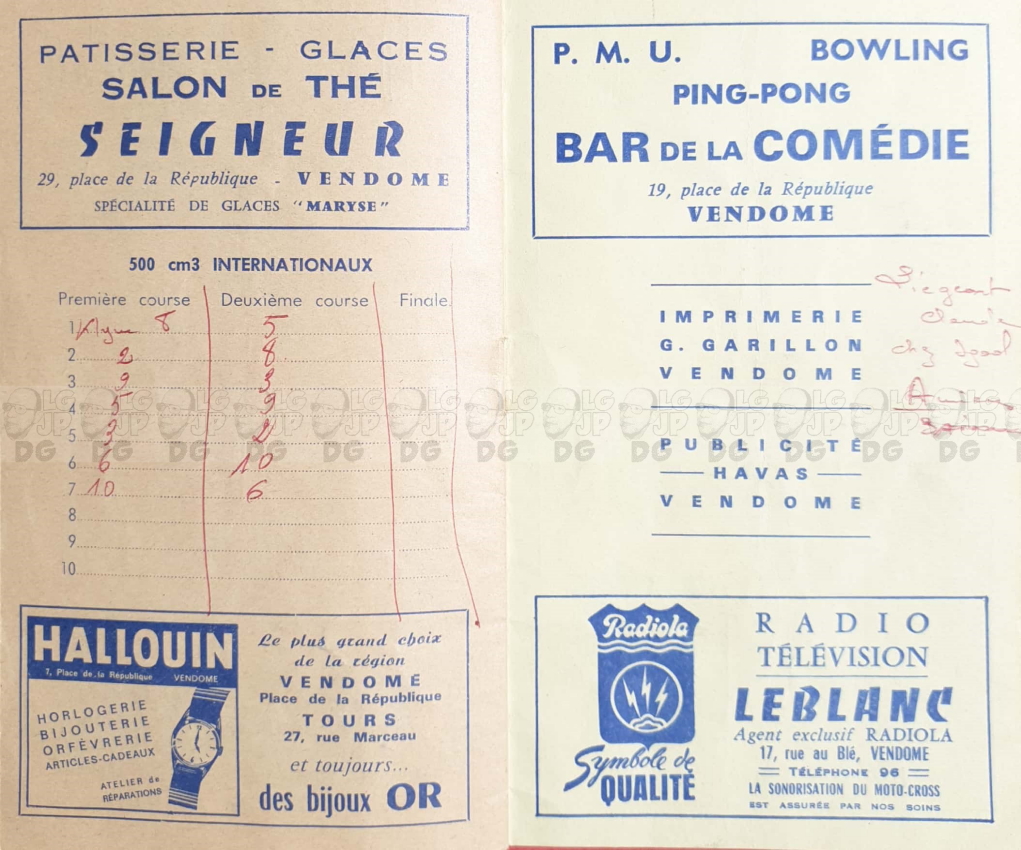 PATISSERIE - GLACES
SALON DE THÉ
SEIGNEUR
29, place de la République - VENDOME
SPÉCIALITÉ DE GLACES "MARYSE"
500 cm3 INTERNATIONAUX
Première course Deuxième course Finale
1 8 5
2 2 8
3 9 3
4 5 9
5 3 2
6 6 10
7 10 6
8
9
10
HALLOUIN
7, Place de la République VENDOME
HORLOGERIE
BIJOUTERIE
ORFÈVRERIE
ARTICLES-CADEAUX
ATELIER de
RÉPARATIONS
Le plus grand choix
de la région
VENDOMÉ
Place de la République
TOURS
27, rue Marceau
et toujours...
des bijoux OR
P. M. U. BOWLING
PING-PONG
BAR DE LA COMÉDIE
19, place de la République
VENDOME
IMPRIMERIE
G. GARILLON
VENDOME
PUBLICITÉ
HAVAS
VENDOME
Radiola
Symbole de
QUALITÉ
RADIO
TÉLÉVISION
LEBLANC
Agent exclusif RADIOLA
17, rue au Blé, VENDOME
TÉLÉPHONE 96
LA SONORISATION DU MOTO-CROSS
EST ASSURÉE PAR NOS SOINS
LG JP DG